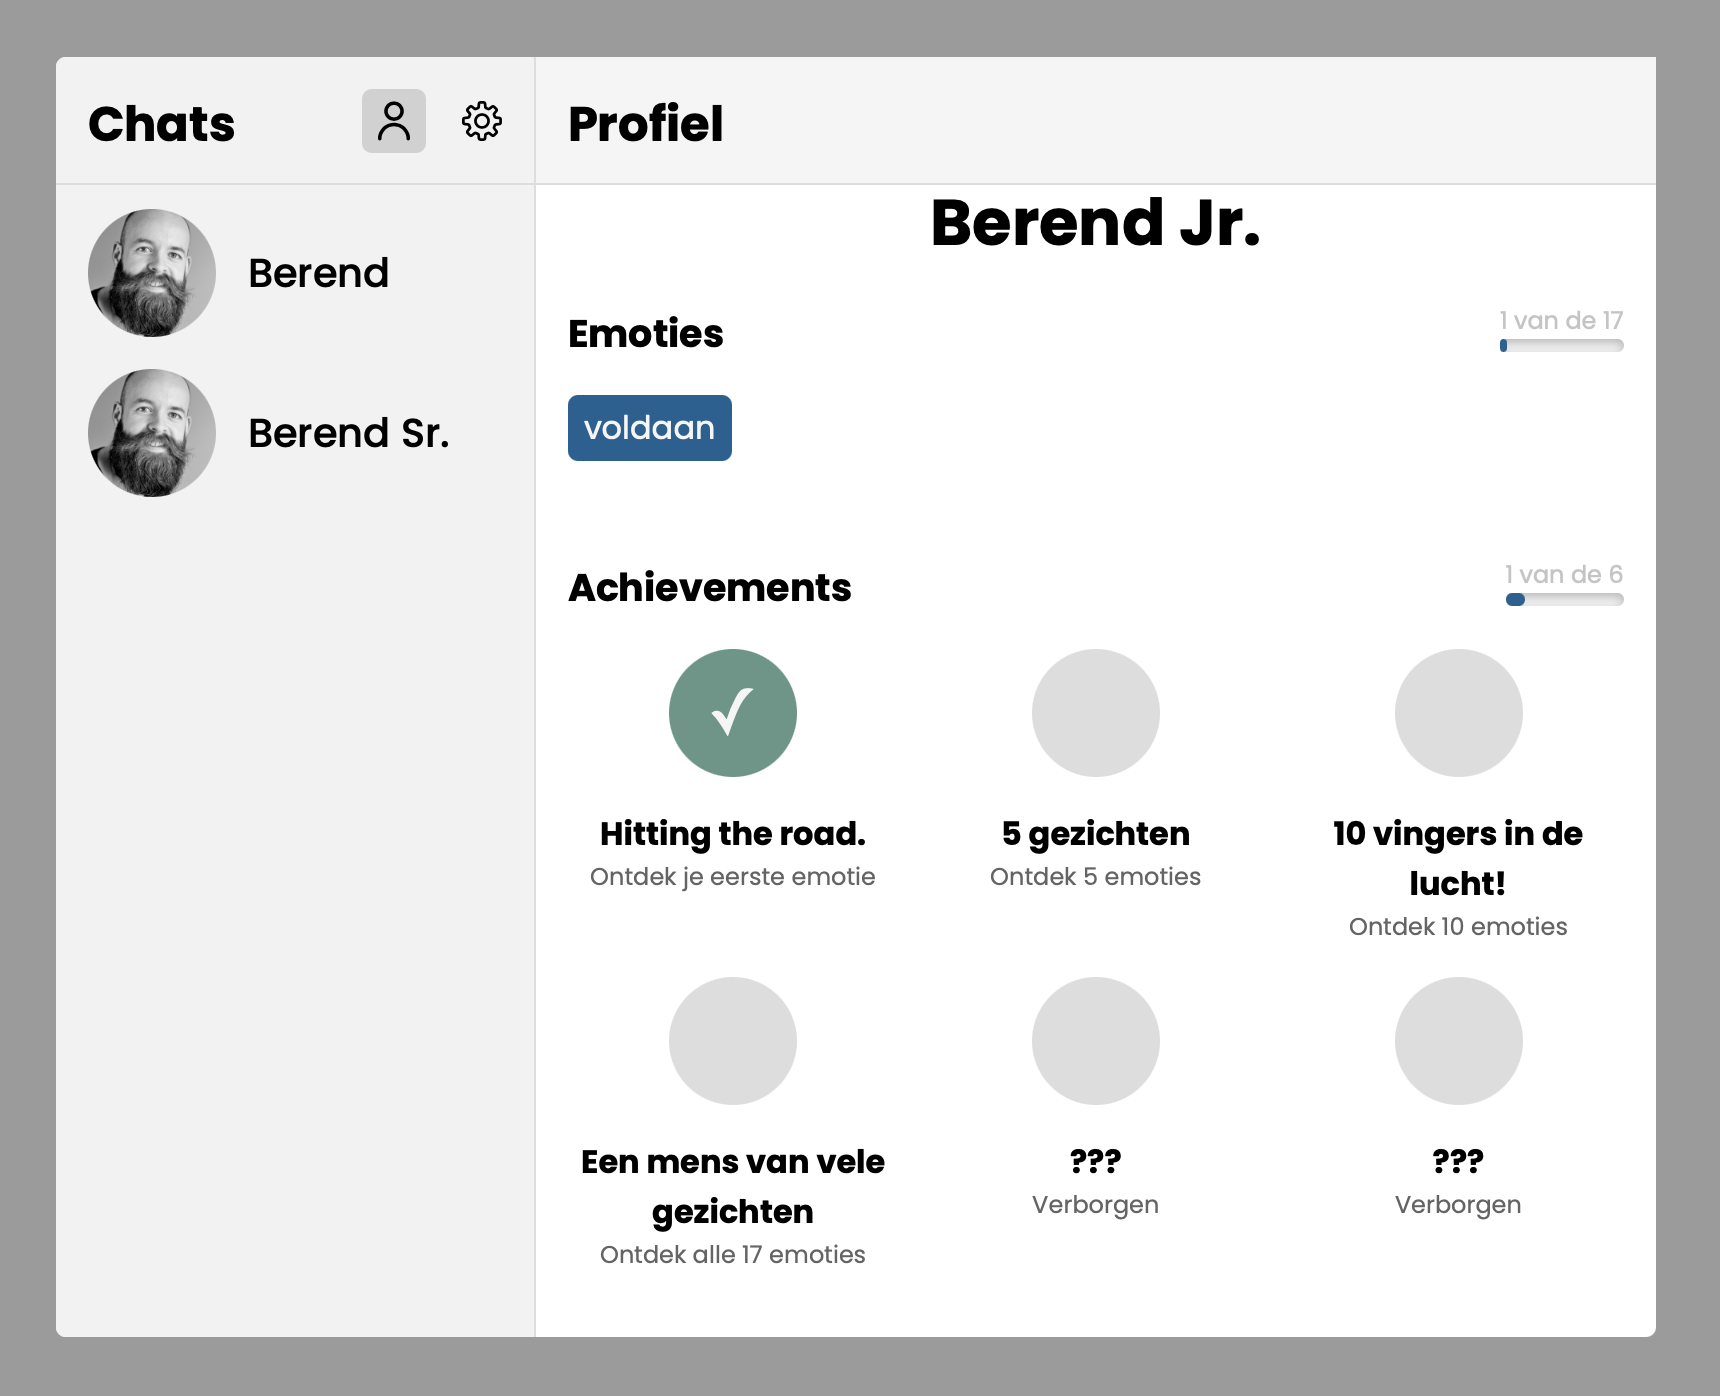 Chats
Profiel
Berend
Berend Sr.
Berend Jr.
Emoties
1 van de 17
voldaan
Achievements
1 van de 6
Hitting the road.
Ontdek je eerste emotie
5 gezichten
Ontdek 5 emoties
10 vingers in de
lucht!
Ontdek 10 emoties
Een mens van vele
gezichten
Ontdek alle 17 emoties
???
Verborgen
???
Verborgen